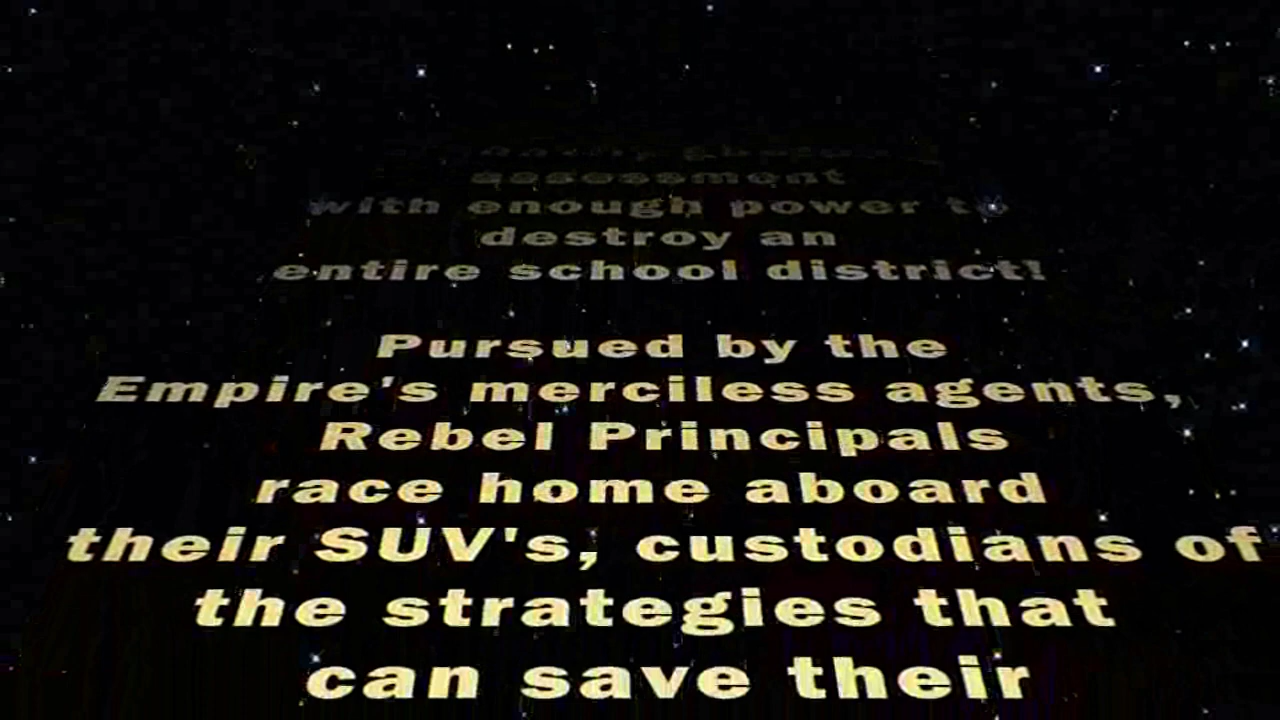 assessment
with enough power
destroy an
entire school district!
Pursued by the
Empire's merciless agents,
Rebel Principals
race home aboard
their SUV's, custodians of
the strategies that
can save their